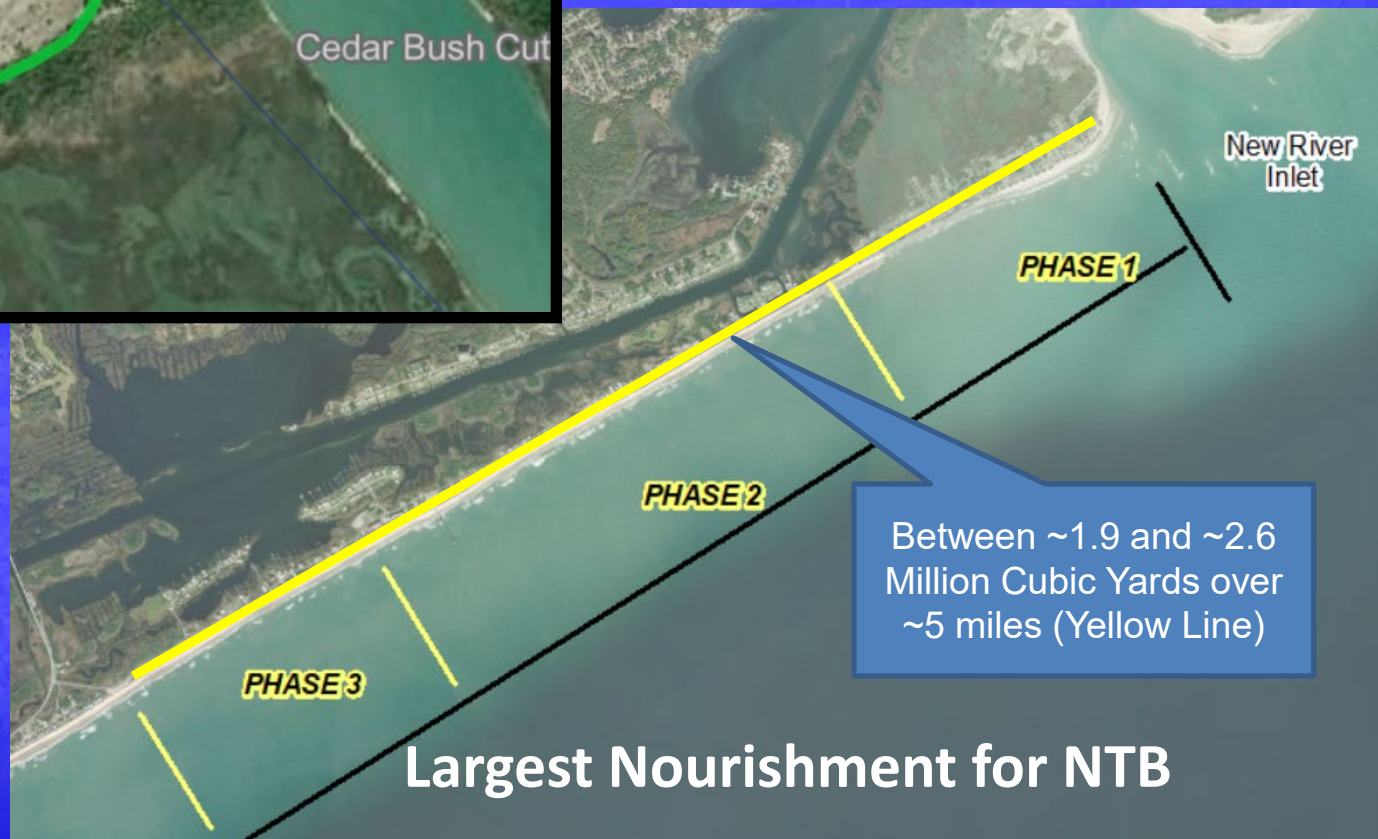 Cedar Bush Cut
New River
Inlet
PHASE 1
PHASE 2
Between ~1.9 and ~2.6
Million Cubic Yards over
~5 miles (Yellow Line)
PHASE 3
Largest Nourishment for NTB